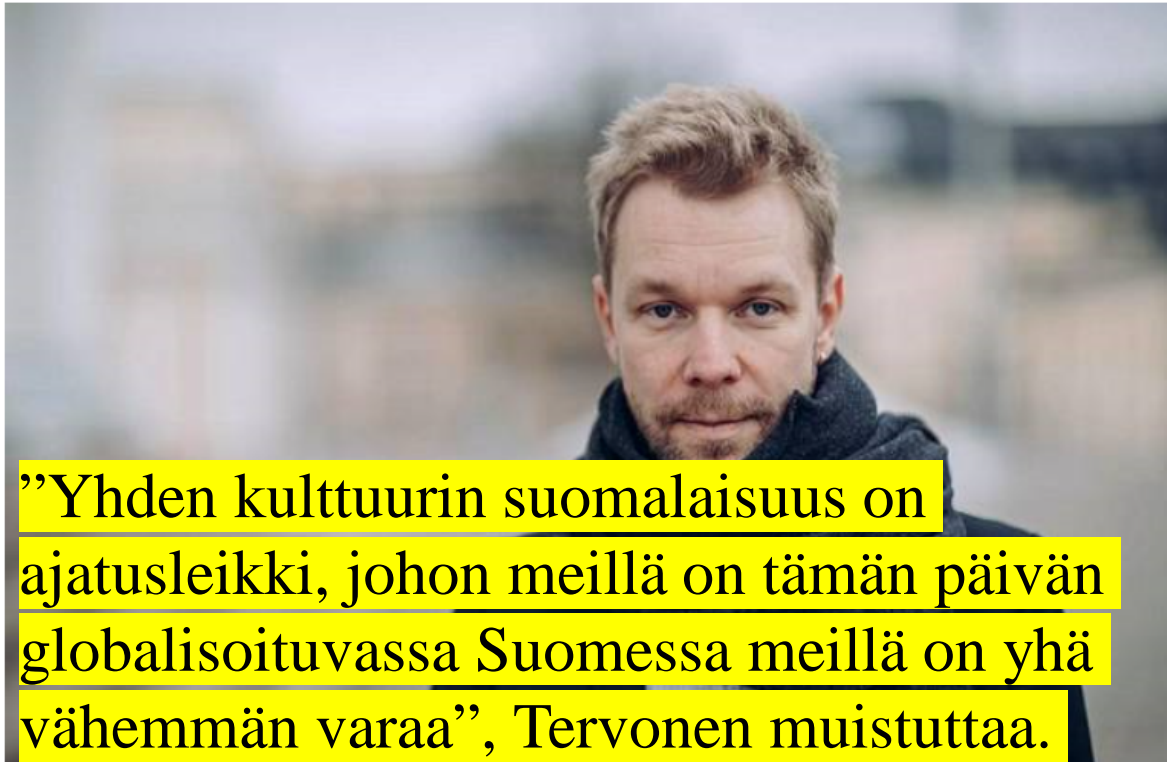 ”Yhden kulttuurin suomalaisuus on
ajatusleikki, johon meillä on tämän päivän
globalisoituvassa Suomessa meillä on yhä
vähemmän varaa”, Tervonen muistuttaa.